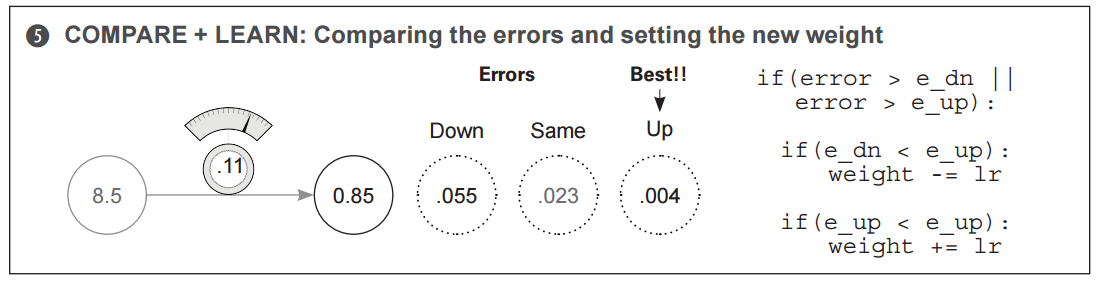 5 COMPARE + LEARN: Comparing the errors and setting the new weight
Errors
Best!!
Down
Same
Up
8.5
.11
0.85
.055
.023
.004
if(error > e_dn ||
error > e_up):
if(e_dn < e_up):
weight -= lr
if(e_up < e_up):
weight += lr